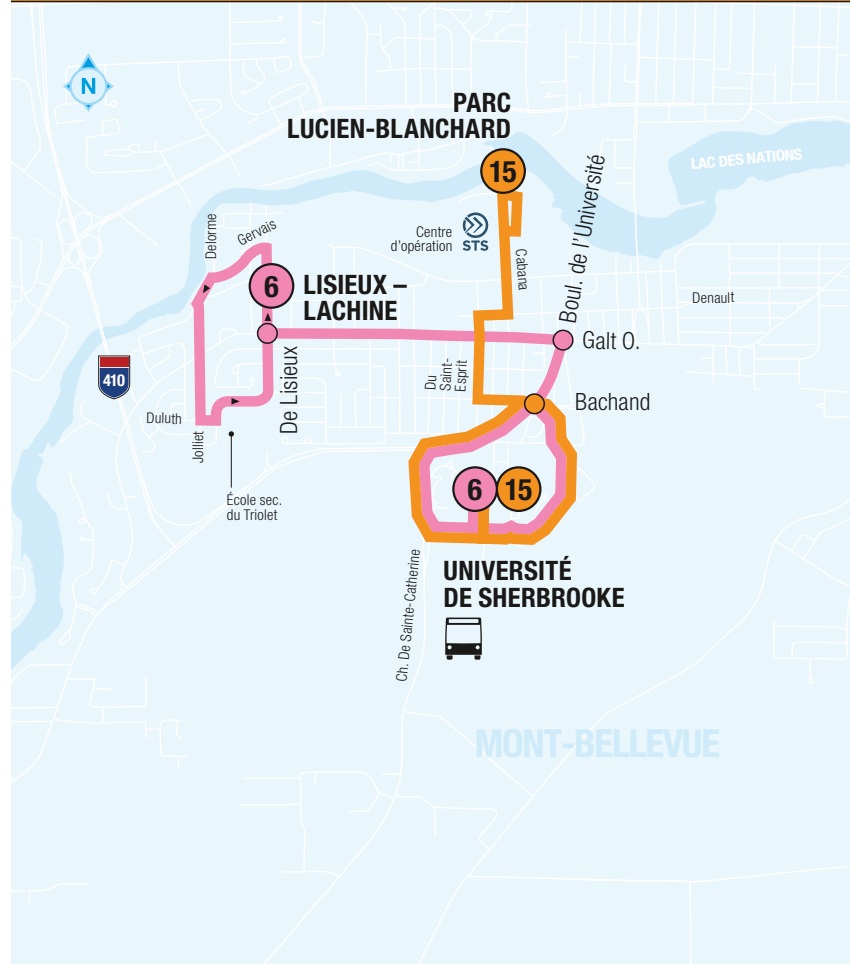 N
PARC
LUCIEN-BLANCHARD
15
LAC DES NATIONS
Centre
d'opération
STS
Cabana
Boul. de l'Université
Delorme
Gervais
6
LISIEUX –
LACHINE
Denault
Galt O.
410
De Lisieux
Du
Saint-
Esprit
Bachand
Duluth
Jolliet
École sec.
du Triolet
6
15
UNIVERSITÉ
DE SHERBROOKE
Ch. De Sainte-Catherine
MONT-BELLEVUE